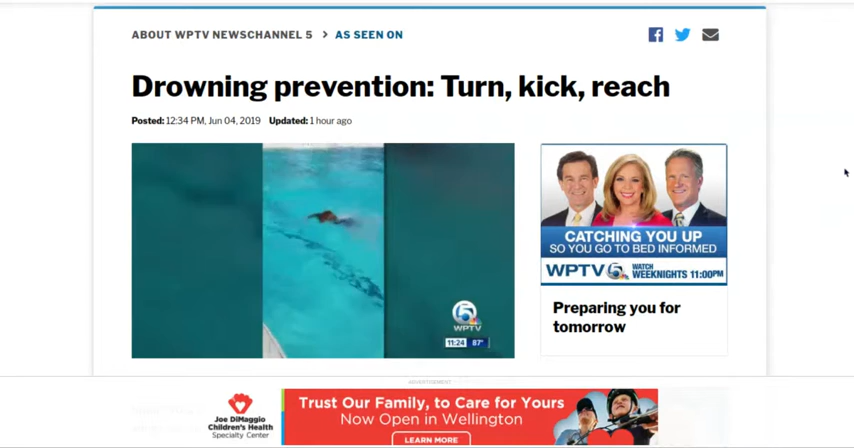 ABOUT WPTV NEWSCHANNEL 5 > AS SEEN ON
Drowning prevention: Turn, kick, reach
Posted: 12:34 PM, Jun 04, 2019 Updated: 1 hour ago
5
WPTV
11:24 87°
CATCHING YOU UP
SO YOU GO TO BED INFORMED
WPTV 5 WATCH
WEEKNIGHTS 11:00PM
Preparing you for
tomorrow
ADVERTISEMENT
Joe DiMaggio
Children's Health
Specialty Center
Trust Our Family, to Care for Yours
Now Open in Wellington
LEARN MORE